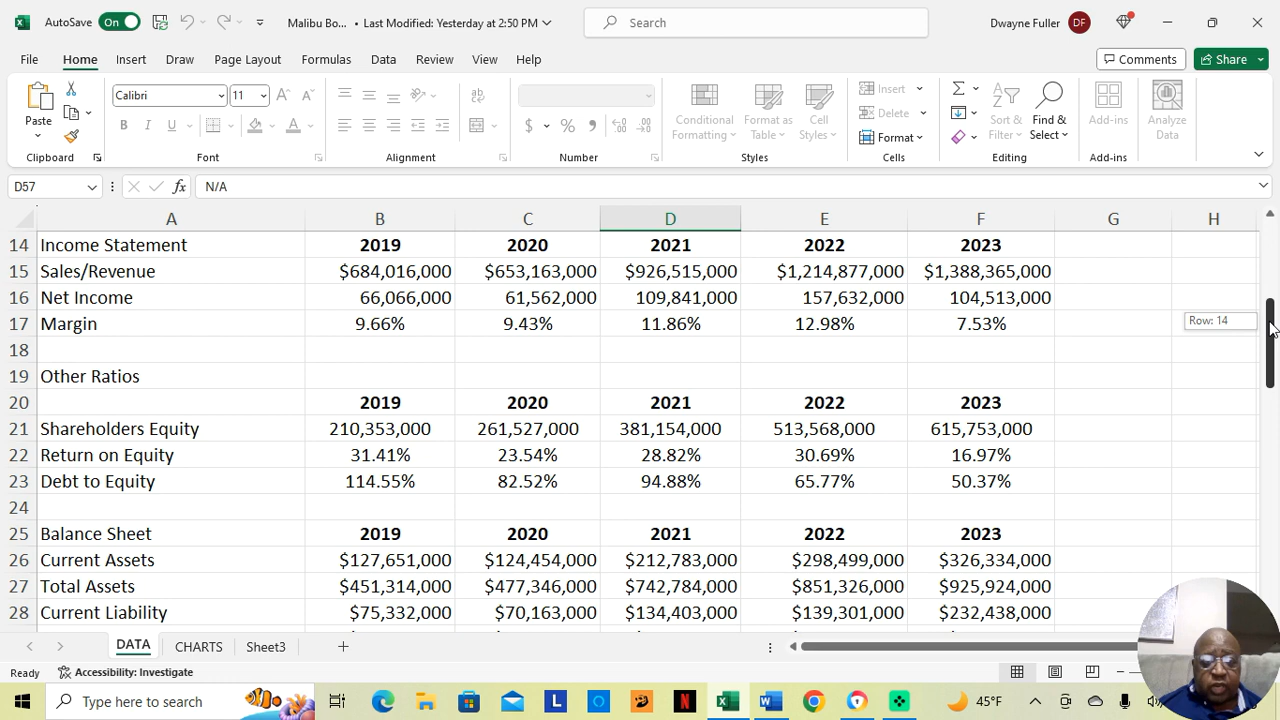 AutoSave On Malibu Bo... • Last Modified: Yesterday at 2:50 PM Search Dwayne Fuller DF
File Home Insert Draw Page Layout Formulas Data Review View Help Comments Share
Paste Calibri 11 Conditional Formatting Format as Table Cell Styles Insert Delete Format Sort & Filter Find & Select Add-ins Analyze Data
Clipboard Font Alignment Number Styles Cells Editing Add-ins
D57 fx N/A
A B C D E F G H
14 Income Statement 2019 2020 2021 2022 2023
15 Sales/Revenue $684,016,000 $653,163,000 $926,515,000 $1,214,877,000 $1,388,365,000
16 Net Income 66,066,000 61,562,000 109,841,000 157,632,000 104,513,000
17 Margin 9.66% 9.43% 11.86% 12.98% 7.53% Row: 14
18
19 Other Ratios
20 2019 2020 2021 2022 2023
21 Shareholders Equity 210,353,000 261,527,000 381,154,000 513,568,000 615,753,000
22 Return on Equity 31.41% 23.54% 28.82% 30.69% 16.97%
23 Debt to Equity 114.55% 82.52% 94.88% 65.77% 50.37%
24
25 Balance Sheet 2019 2020 2021 2022 2023
26 Current Assets $127,651,000 $124,454,000 $212,783,000 $298,499,000 $326,334,000
27 Total Assets $451,314,000 $477,346,000 $742,784,000 $851,326,000 $925,924,000
28 Current Liability $75,332,000 $70,163,000 $134,403,000 $139,301,000 $232,438,000
DATA CHARTS Sheet3
Ready Accessibility: Investigate
Type here to search 45°F